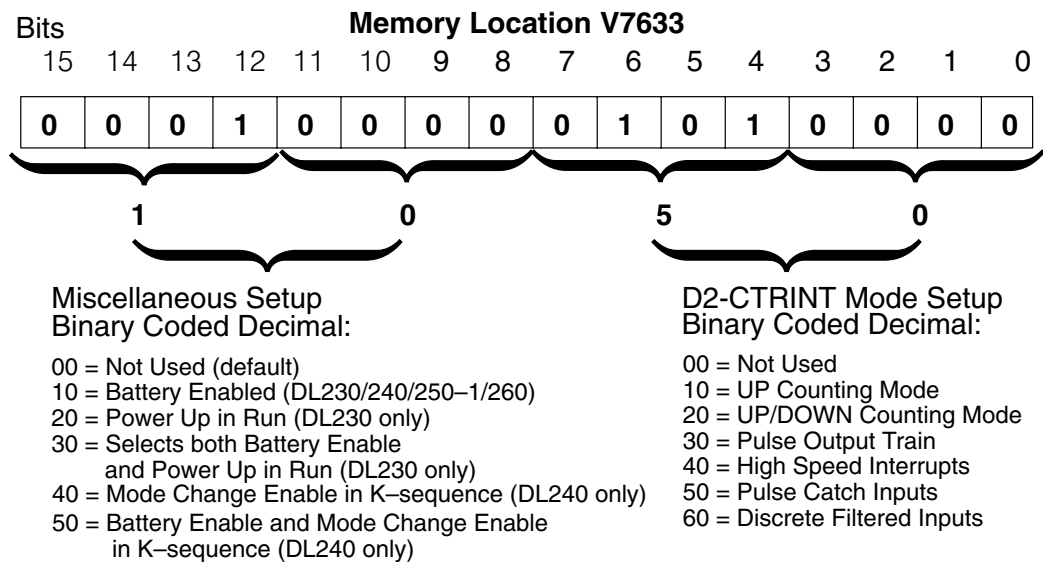 Memory Location V7633
Bits
15 14 13 12 11 10 9 8 7 6 5 4 3 2 1 0
0 0 0 1 0 0 0 0 0 1 0 1 0 0 0 0
1 0 5 0
Miscellaneous Setup
Binary Coded Decimal:
00 = Not Used (default)
10 = Battery Enabled (DL230/240/250–1/260)
20 = Power Up in Run (DL230 only)
30 = Selects both Battery Enable
and Power Up in Run (DL230 only)
40 = Mode Change Enable in K–sequence (DL240 only)
50 = Battery Enable and Mode Change Enable
in K–sequence (DL240 only)
D2-CTRINT Mode Setup
Binary Coded Decimal:
00 = Not Used
10 = UP Counting Mode
20 = UP/DOWN Counting Mode
30 = Pulse Output Train
40 = High Speed Interrupts
50 = Pulse Catch Inputs
60 = Discrete Filtered Inputs